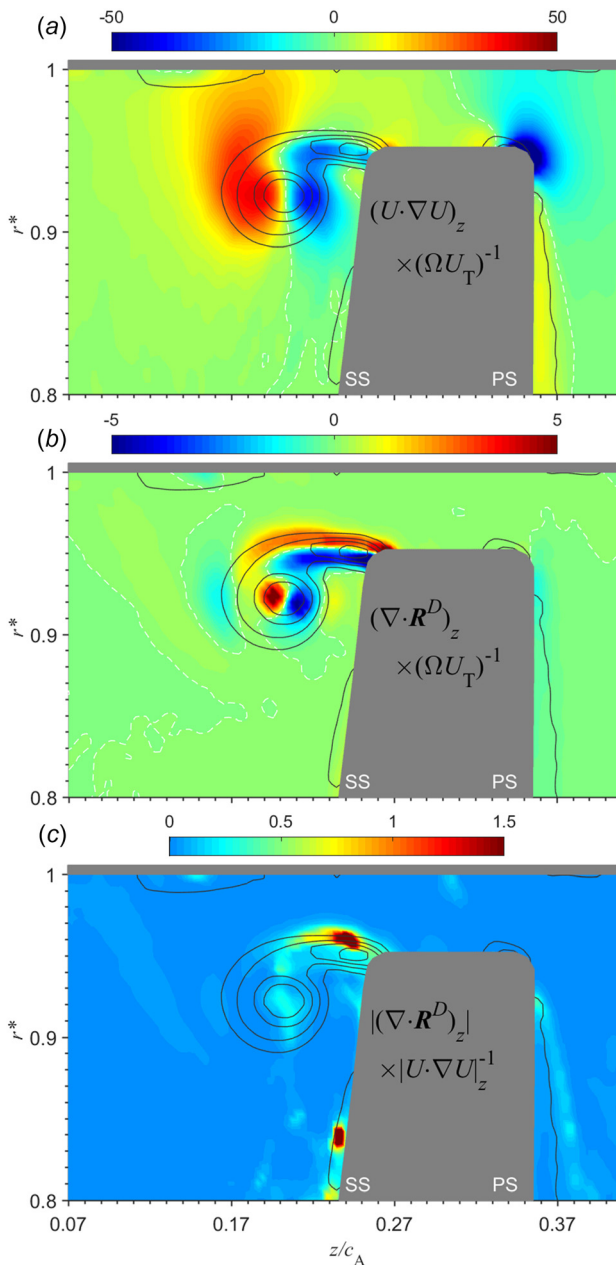 (a)
-50 0 50
1
0.9
0.8
r*
(U·∇U)z
×(ΩUT)-1
SS PS
(b)
-5 0 5
1
0.9
0.8
r*
(∇·RD)z
×(ΩUT)-1
SS PS
(c)
0 0.5 1 1.5
1
0.9
0.8
r*
|(∇·RD)z|
×|U·∇U|z-1
SS PS
0.07 0.17 0.27 0.37
z/cA